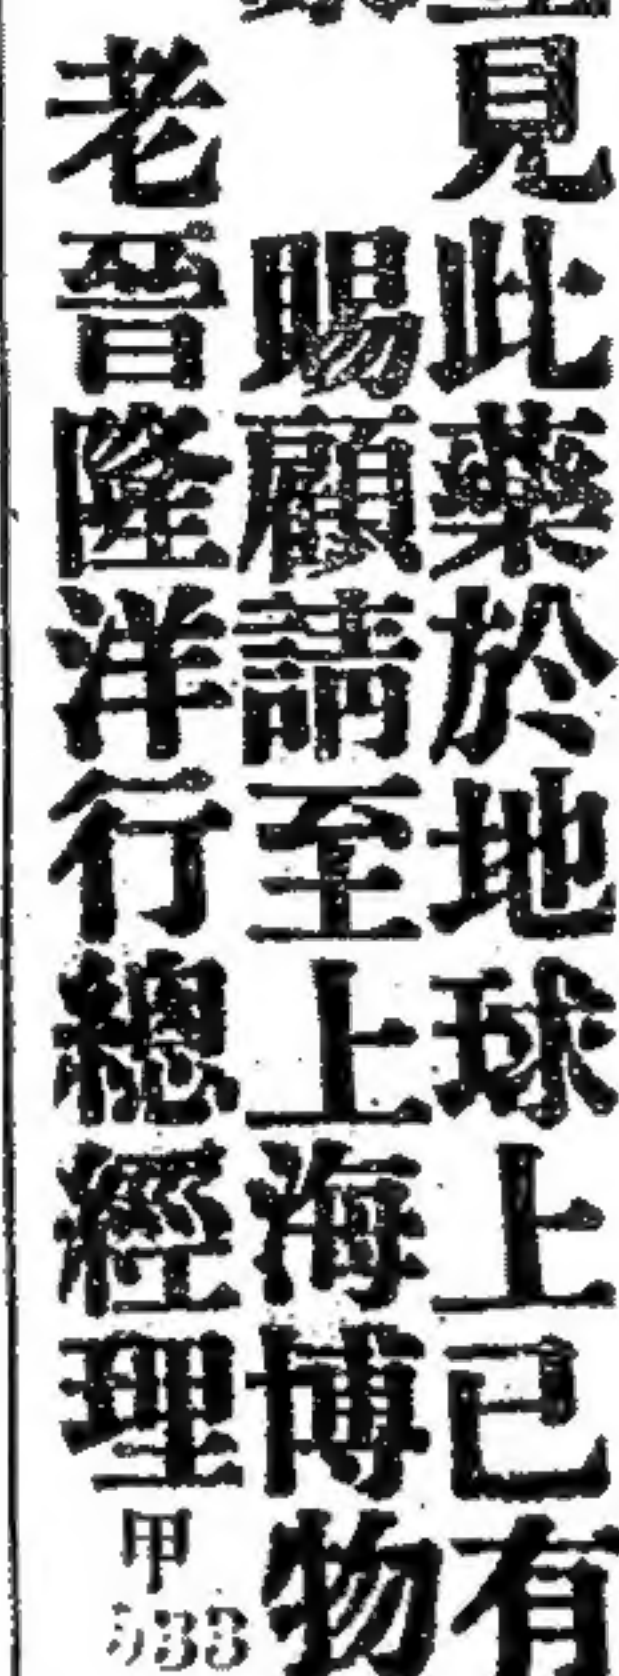 見此藥於地球上已有
賜顧請至上海博物
老晉隆洋行總經理
甲